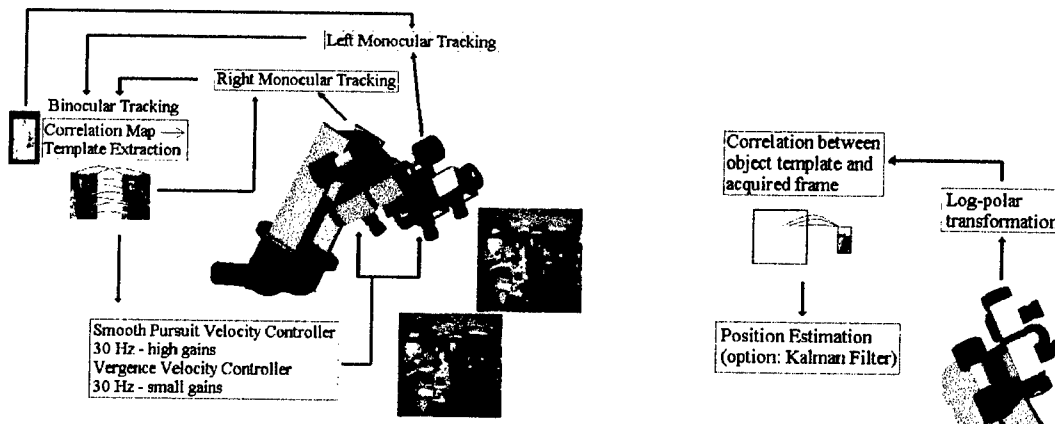 Left Monocular Tracking
Right Monocular Tracking
Binocular Tracking
Correlation Map
Template Extraction
Smooth Pursuit Velocity Controller
30 Hz - high gains
Vergence Velocity Controller
30 Hz - small gains
Correlation between
object template and
acquired frame
Log-polar
transformation
Position Estimation
(option: Kalman Filter)